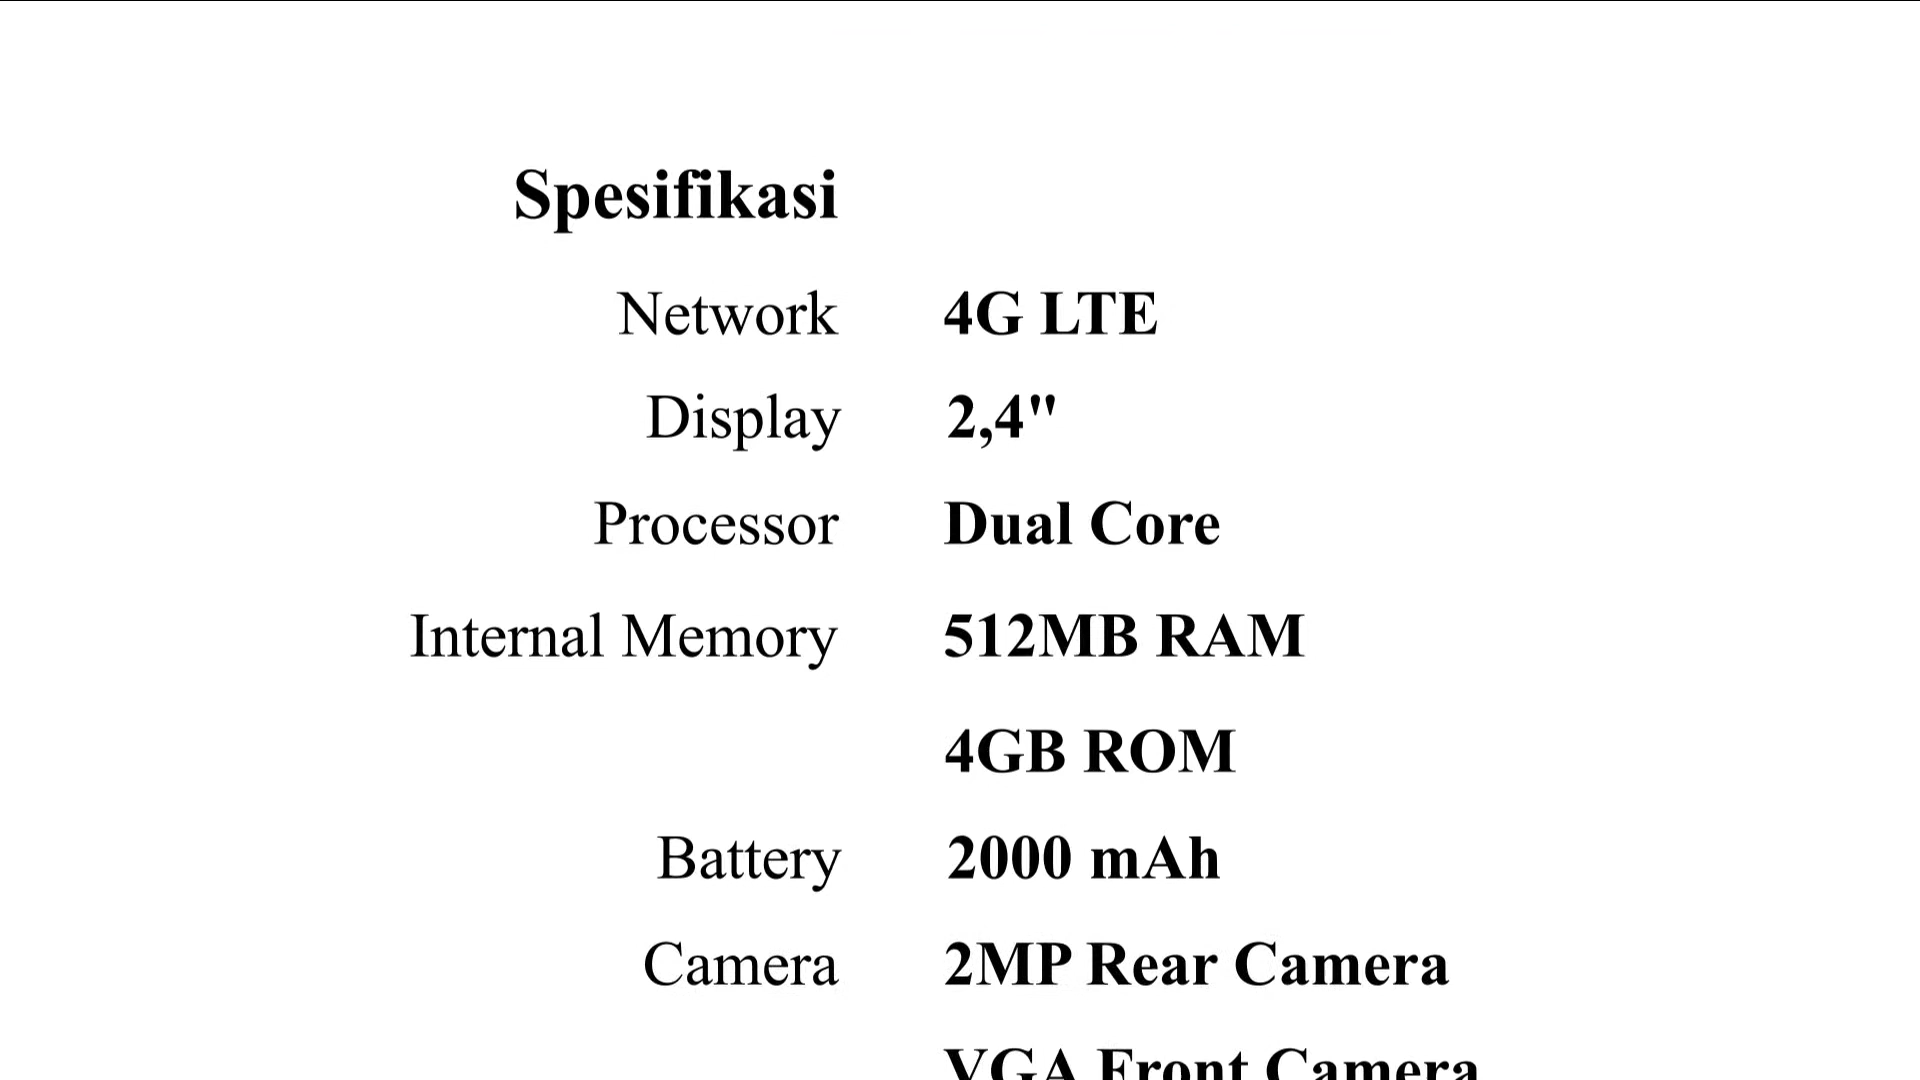 Spesifikasi
Network 4G LTE
Display 2,4"
Processor Dual Core
Internal Memory 512MB RAM
4GB ROM
Battery 2000 mAh
Camera 2MP Rear Camera
VGA Front Camera